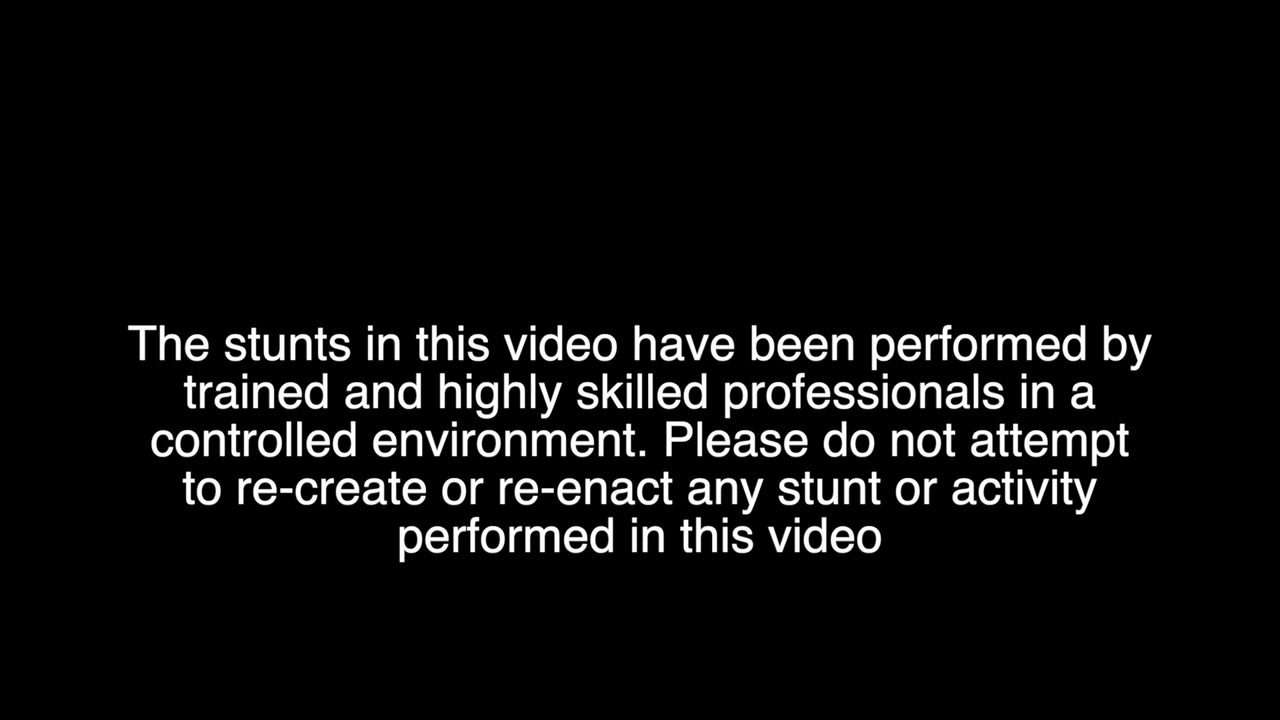 The stunts in this video have been performed by
trained and highly skilled professionals in a
controlled environment. Please do not attempt
to re-create or re-enact any stunt or activity
performed in this video